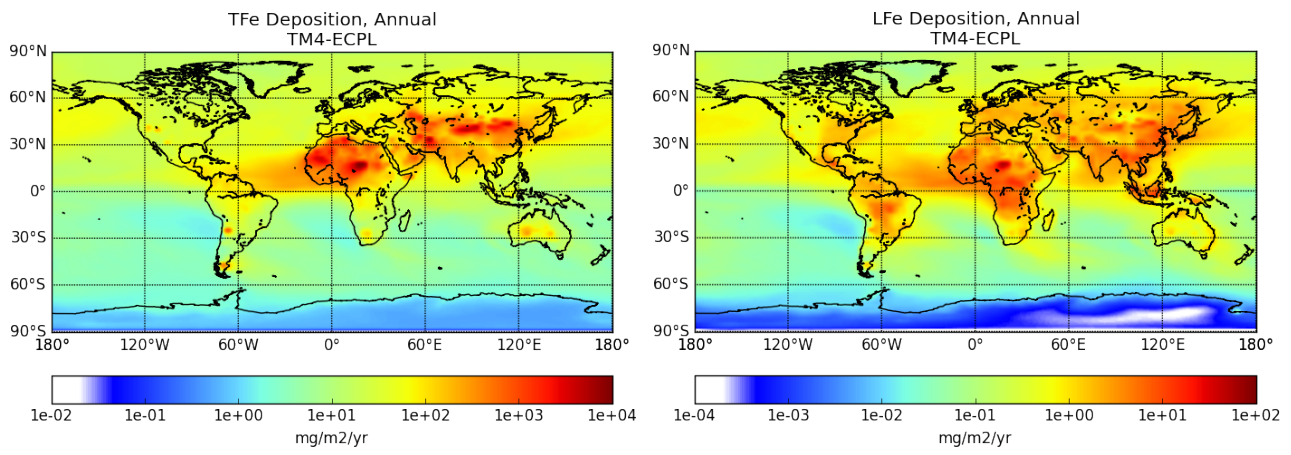 TFe Deposition, Annual
TM4-ECPL
90°N
60°N
30°N
0°
30°S
60°S
90°S
180° 120°W 60°W 0° 60°E 120°E 180°
1e-02 1e-01 1e+00 1e+01 1e+02 1e+03 1e+04
mg/m2/yr
LFe Deposition, Annual
TM4-ECPL
90°N
60°N
30°N
0°
30°S
60°S
90°S
180° 120°W 60°W 0° 60°E 120°E 180°
1e-04 1e-03 1e-02 1e-01 1e+00 1e+01 1e+02
mg/m2/yr